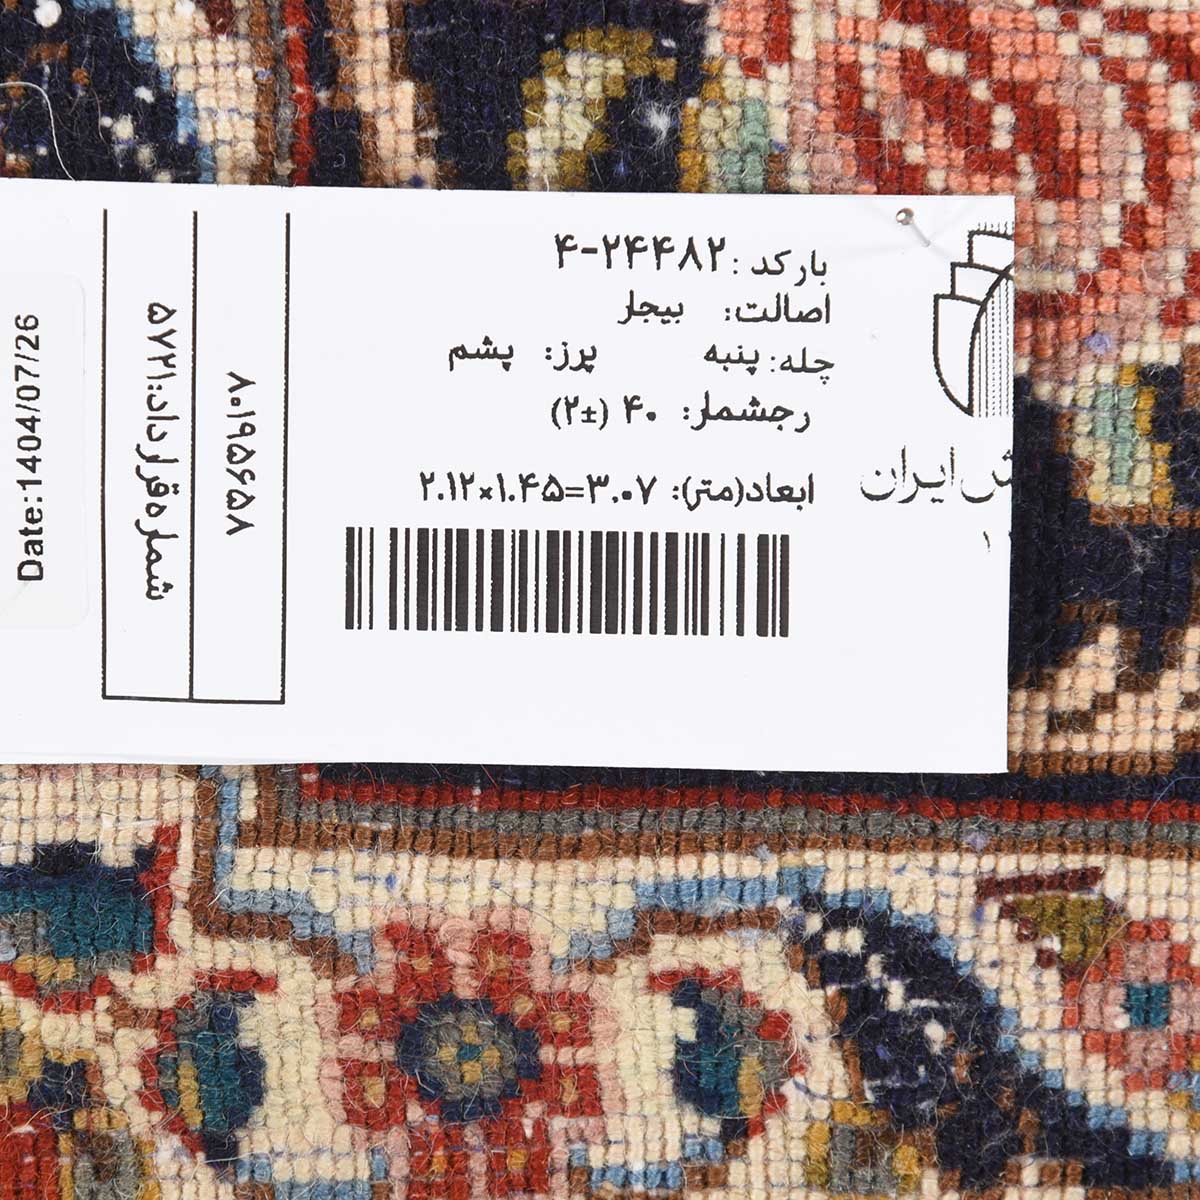 بارکد : ۲۴۴۸۲-۴
اصالت: بیجار
چله: پنبه پرز: پشم
رجشمار: ۴۰ (±۲)
ابعاد(متر): ۲.۱۲×۱.۴۵=۳.۰۷
ایران
۸۰۱۹۵۶۵۸
شماره قرارداد:۵۷۲۱
Date:1404/07/26